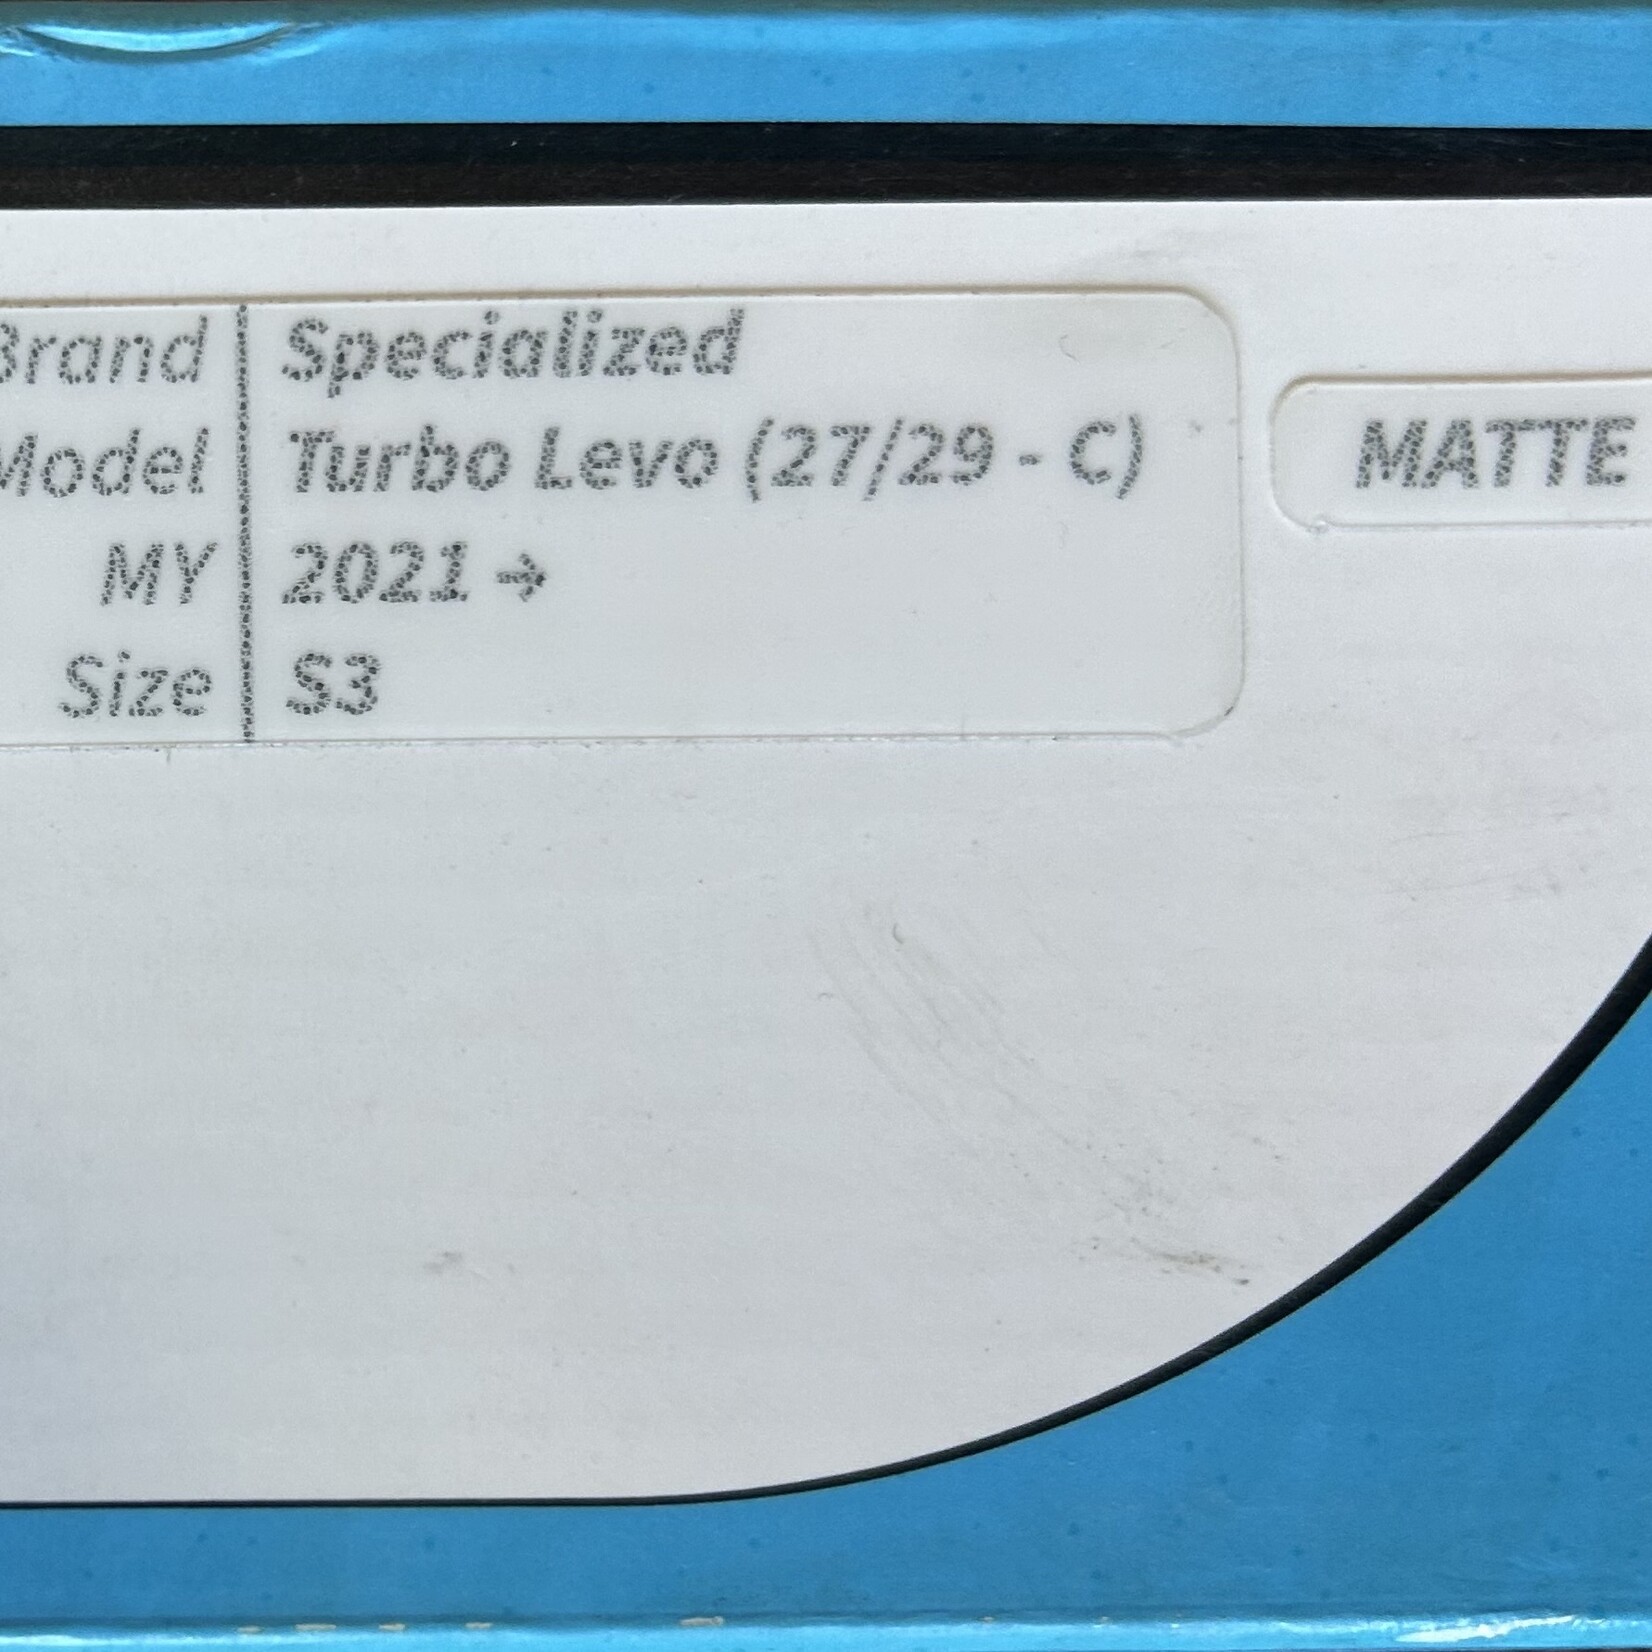 Brand Specialized
Model Turbo Levo (27/29 - C)
MY 2021 →
Size S3
MATTE